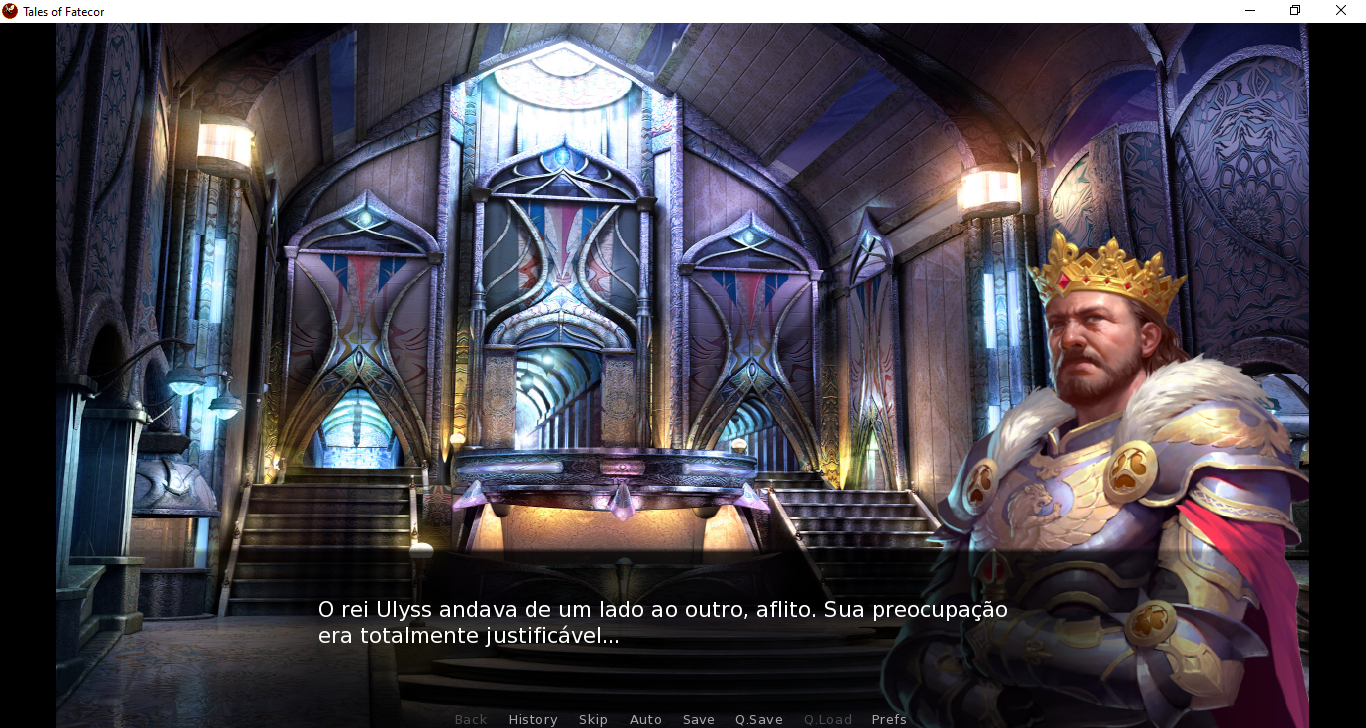 Tales of Fatecor
O rei Ulyss andava de um lado ao outro, aflito. Sua preocupação
era totalmente justificável...
Back History Skip Auto Save Q.Save Q.Load Prefs